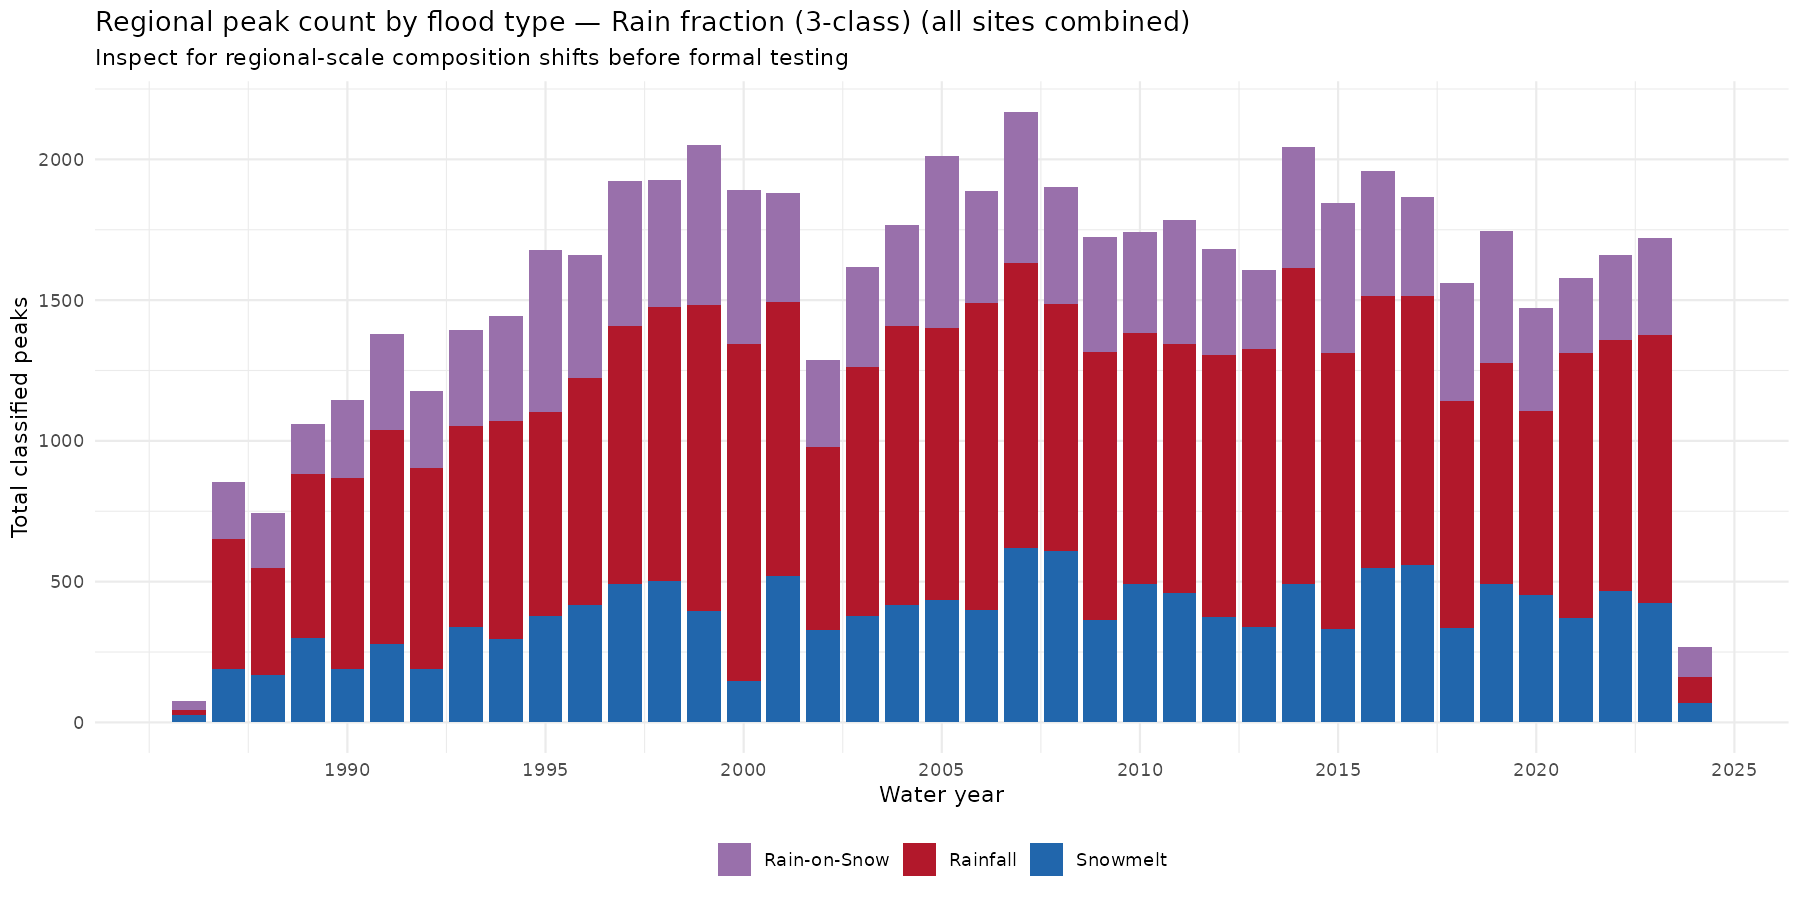 Regional peak count by flood type — Rain fraction (3-class) (all sites combined)
Inspect for regional-scale composition shifts before formal testing
Total classified peaks
2000
1500
1000
500
0
1990 1995 2000 2005 2010 2015 2020 2025
Water year
Rain-on-Snow Rainfall Snowmelt